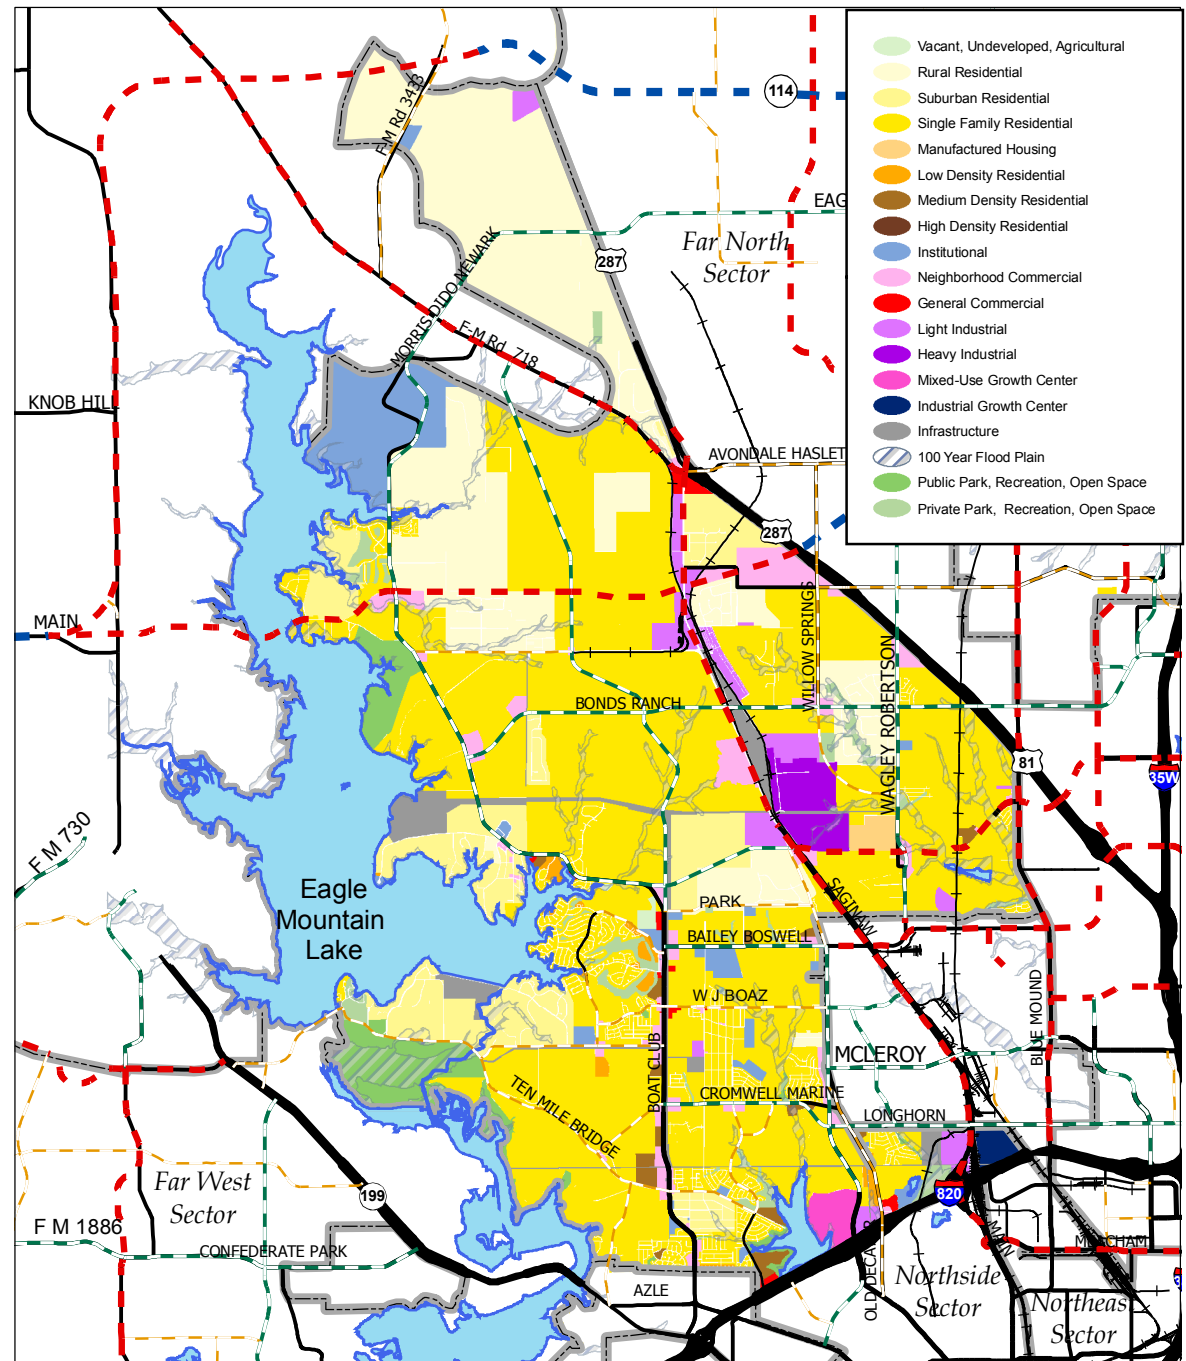 Vacant, Undeveloped, Agricultural
Rural Residential
Suburban Residential
Single Family Residential
Manufactured Housing
Low Density Residential
Medium Density Residential
High Density Residential
Institutional
Neighborhood Commercial
General Commercial
Light Industrial
Heavy Industrial
Mixed-Use Growth Center
Industrial Growth Center
Infrastructure
100 Year Flood Plain
Public Park, Recreation, Open Space
Private Park, Recreation, Open Space
114
F-M Rd 3433
EAG
Far North
Sector
287
MORRIS DIDO NEWARK
F-M Rd 718
KNOB HILL
AVONDALE HASLET
287
MAIN
WILLOW SPRINGS
WAGLEY ROBERTSON
BONDS RANCH
81
35W
F M 730
Eagle
Mountain
Lake
SAGINAW
PARK
BAILEY BOSWELL
W J BOAZ
BLUE MOUND
MCLEROY
BOAT CLUB
TEN MILE BRIDGE
CROMWELL MARINE
LONGHORN
Far West
Sector
199
820
F M 1886
CONFEDERATE PARK
MAIN
AZLE
Northside
Sector
Northeas
Sector